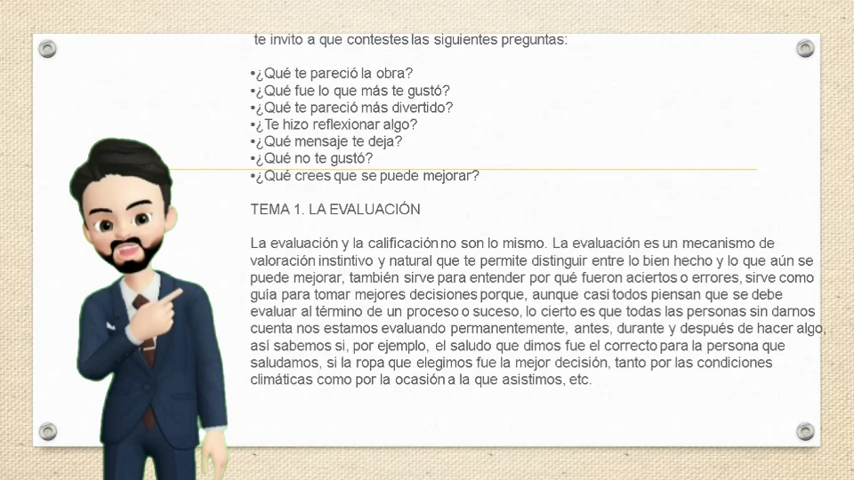 te invito a que contestes las siguientes preguntas:
•¿Qué te pareció la obra?
•¿Qué fue lo que más te gustó?
•¿Qué te pareció más divertido?
•¿Te hizo reflexionar algo?
•¿Qué mensaje te deja?
•¿Qué no te gustó?
•¿Qué crees que se puede mejorar?
TEMA 1. LA EVALUACIÓN
La evaluación y la calificación no son lo mismo. La evaluación es un mecanismo de
valoración instintivo y natural que te permite distinguir entre lo bien hecho y lo que aún se
puede mejorar, también sirve para entender por qué fueron aciertos o errores, sirve como
guía para tomar mejores decisiones porque, aunque casi todos piensan que se debe
evaluar al término de un proceso o suceso, lo cierto es que todas las personas sin darnos
cuenta nos estamos evaluando permanentemente, antes, durante y después de hacer algo,
así sabemos si, por ejemplo, el saludo que dimos fue el correcto para la persona que
saludamos, si la ropa que elegimos fue la mejor decisión, tanto por las condiciones
climáticas como por la ocasión a la que asistimos, etc.